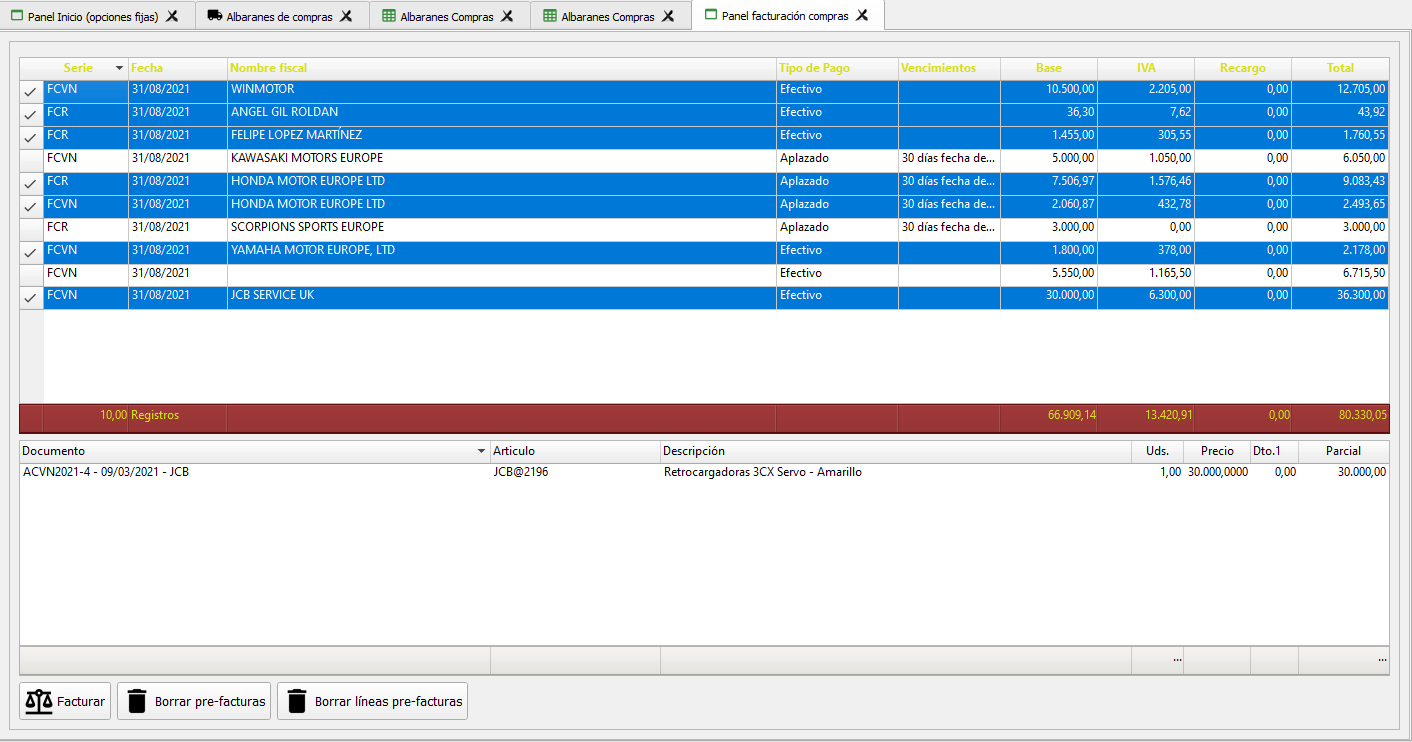 Panel Inicio (opciones fijas) Albaranes de compras Albaranes Compras Albaranes Compras Panel facturación compras
Serie Fecha Nombre fiscal Tipo de Pago Vencimientos Base IVA Recargo Total
FCVN 31/08/2021 WINMOTOR Efectivo 10.500,00 2.205,00 0,00 12.705,00
FCR 31/08/2021 ANGEL GIL ROLDAN Efectivo 36,30 7,62 0,00 43,92
FCR 31/08/2021 FELIPE LOPEZ MARTÍNEZ Efectivo 1.455,00 305,55 0,00 1.760,55
FCVN 31/08/2021 KAWASAKI MOTORS EUROPE Aplazado 30 días fecha de... 5.000,00 1.050,00 0,00 6.050,00
FCR 31/08/2021 HONDA MOTOR EUROPE LTD Aplazado 30 días fecha de... 7.506,97 1.576,46 0,00 9.083,43
FCVN 31/08/2021 HONDA MOTOR EUROPE LTD Aplazado 30 días fecha de... 2.060,87 432,78 0,00 2.493,65
FCR 31/08/2021 SCORPIONS SPORTS EUROPE Aplazado 30 días fecha de... 3.000,00 0,00 0,00 3.000,00
FCVN 31/08/2021 YAMAHA MOTOR EUROPE, LTD Efectivo 1.800,00 378,00 0,00 2.178,00
FCVN 31/08/2021 Efectivo 5.550,00 1.165,50 0,00 6.715,50
FCVN 31/08/2021 JCB SERVICE UK Efectivo 30.000,00 6.300,00 0,00 36.300,00
10,00 Registros 66.909,14 13.420,91 0,00 80.330,05
Documento Articulo Descripción Uds. Precio Dto.1 Parcial
ACVN2021-4 - 09/03/2021 - JCB JCB@2196 Retrocargadoras 3CX Servo - Amarillo 1,00 30.000,0000 0,00 30.000,00
... ...
Facturar Borrar pre-facturas Borrar líneas pre-facturas